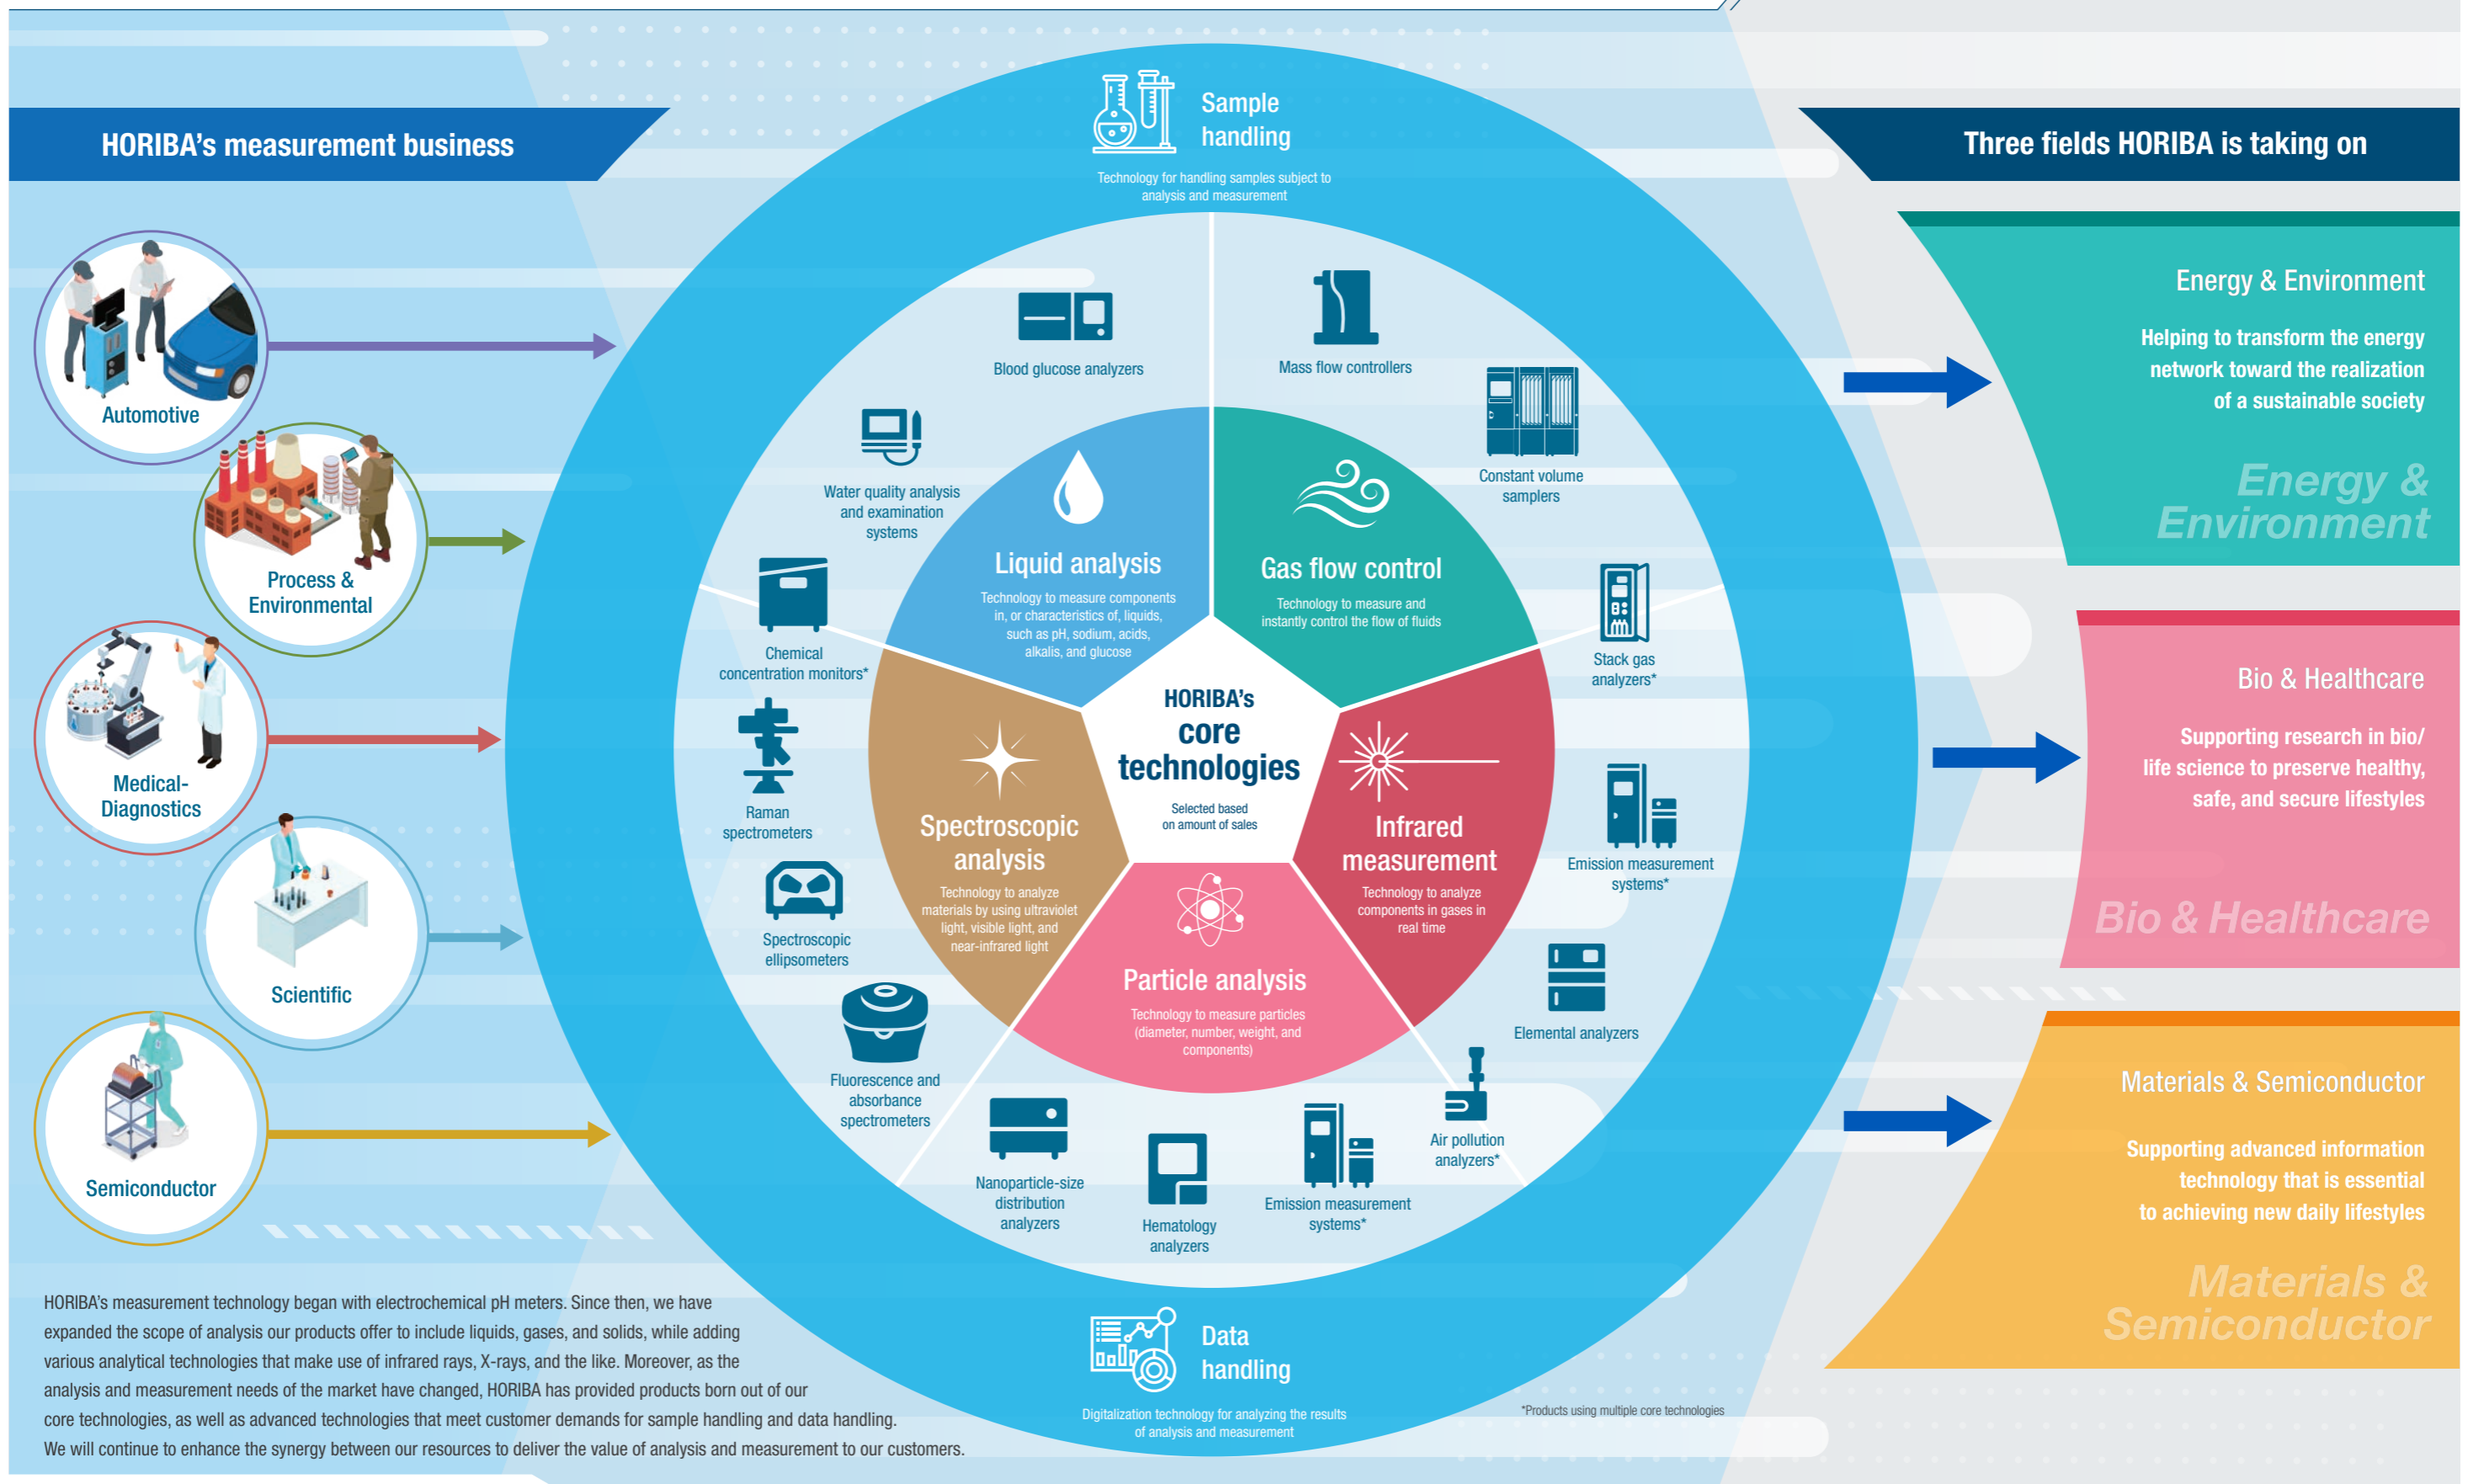 HORIBA's measurement business
Automotive
Process &
Environmental
Medical-
Diagnostics
Scientific
Semiconductor
HORIBA's measurement technology began with electrochemical pH meters. Since then, we have
expanded the scope of analysis our products offer to include liquids, gases, and solids, while adding
various analytical technologies that make use of infrared rays, X-rays, and the like. Moreover, as the
analysis and measurement needs of the market have changed, HORIBA has provided products born out of our
core technologies, as well as advanced technologies that meet customer demands for sample handling and data handling.
We will continue to enhance the synergy between our resources to deliver the value of analysis and measurement to our customers.
Sample
handling
Technology for handling samples subject to
analysis and measurement
Blood glucose analyzers
Water quality analysis
and examination
systems
Chemical
concentration monitors*
Liquid analysis
Technology to measure components
in, or characteristics of, liquids,
such as pH, sodium, acids,
alkalis, and glucose
Mass flow controllers
Constant volume
samplers
Stack gas
analyzers*
Gas flow control
Technology to measure and
instantly control the flow of fluids
HORIBA's
core
technologies
Selected based
on amount of sales
Raman
spectrometers
Spectroscopic
ellipsometers
Fluorescence and
absorbance
spectrometers
Spectroscopic
analysis
Technology to analyze
materials by using ultraviolet
light, visible light, and
near-infrared light
Infrared
measurement
Technology to analyze
components in gases in
real time
Emission measurement
systems*
Elemental analyzers
Air pollution
analyzers*
Particle analysis
Technology to measure particles
(diameter, number, weight, and
components)
Nanoparticle-size
distribution
analyzers
Hematology
analyzers
Emission measurement
systems*
Data
handling
Digitalization technology for analyzing the results
of analysis and measurement
*Products using multiple core technologies
Three fields HORIBA is taking on
Energy & Environment
Helping to transform the energy
network toward the realization
of a sustainable society
Energy &
Environment
Bio & Healthcare
Supporting research in bio/
life science to preserve healthy,
safe, and secure lifestyles
Bio & Healthcare
Materials & Semiconductor
Supporting advanced information
technology that is essential
to achieving new daily lifestyles
Materials &
Semiconductor